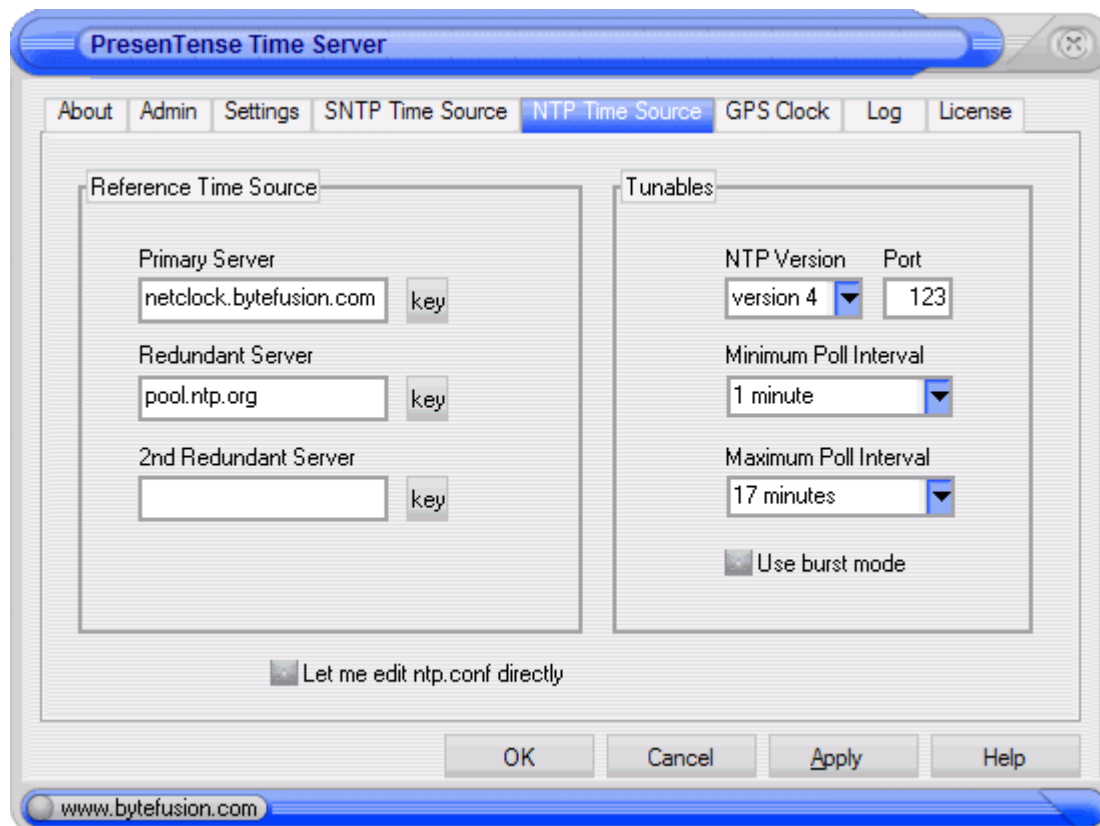 PresenTense Time Server
About Admin Settings SNTP Time Source NTP Time Source GPS Clock Log License
Reference Time Source
Primary Server
netclock.bytefusion.com key
Redundant Server
pool.ntp.org key
2nd Redundant Server
key
Tunables
NTP Version Port
version 4 123
Minimum Poll Interval
1 minute
Maximum Poll Interval
17 minutes
Use burst mode
Let me edit ntp.conf directly
OK Cancel Apply Help
www.bytefusion.com